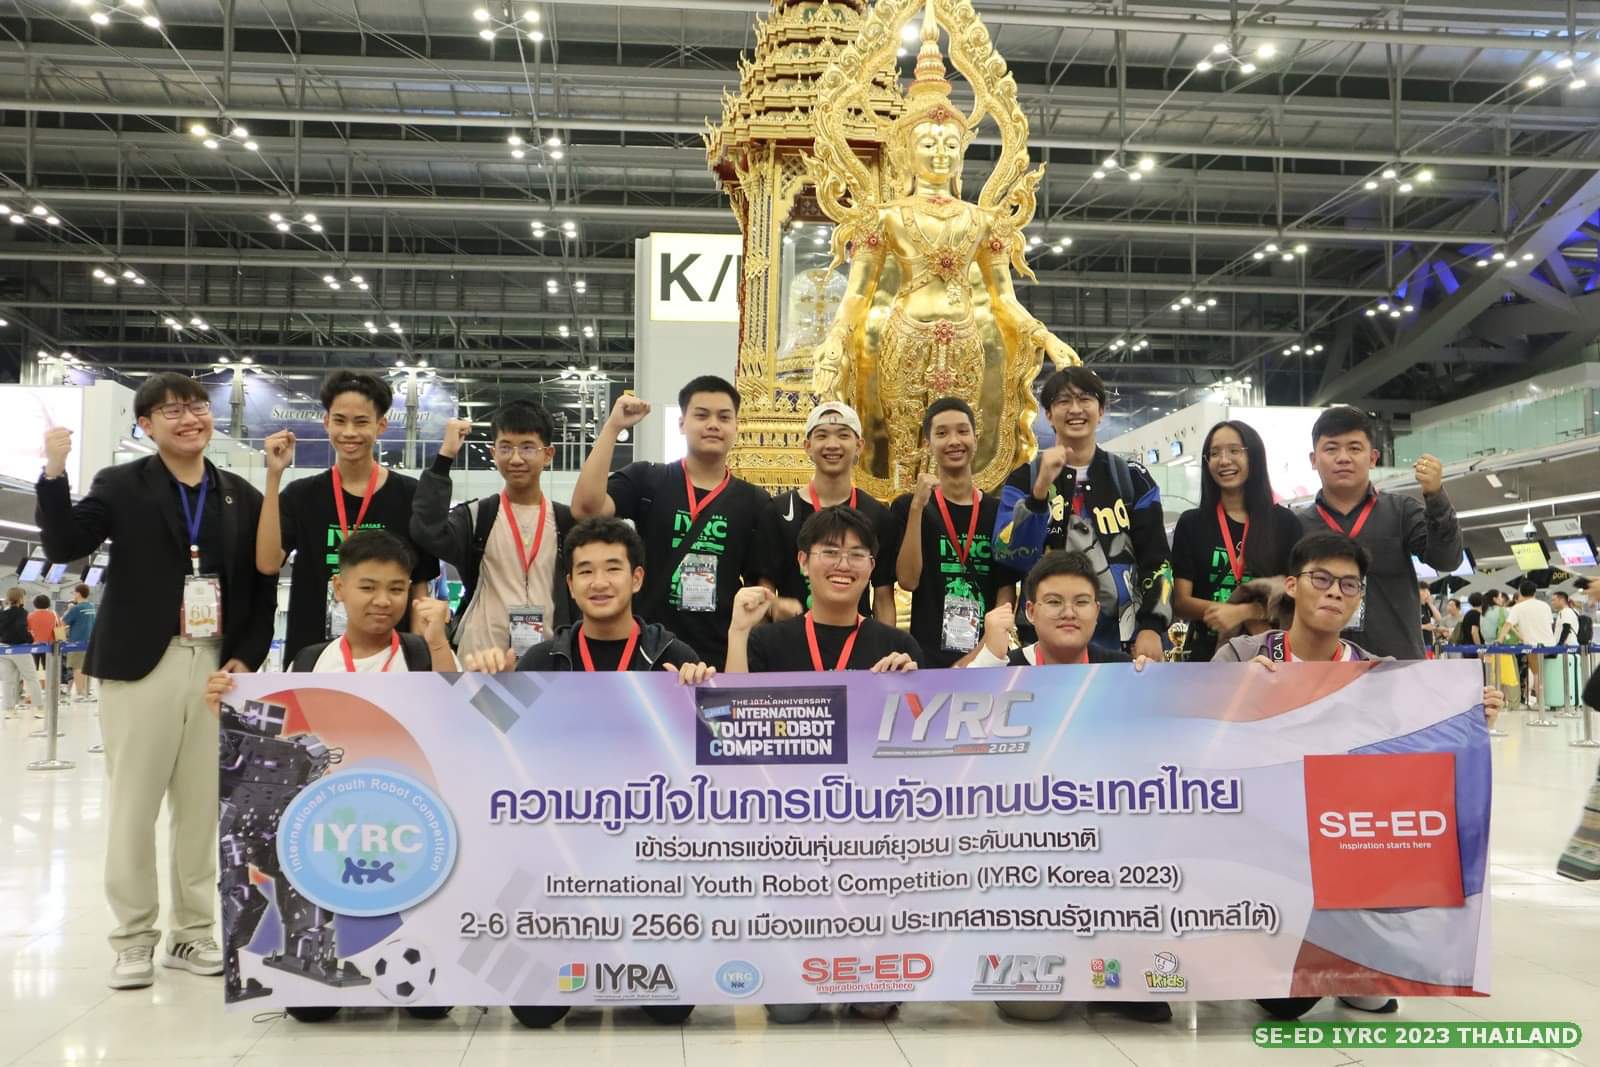 K/
IYRC
IYRC
IYRC
60
THE 10TH ANNIVERSARY
INTERNATIONAL
YOUTH ROBOT
COMPETITION
IYRC
2023
ความภูมิใจในการเป็นตัวแทนประเทศไทย
เข้าร่วมการแข่งขันหุ่นยนต์ยุวชน ระดับนานาชาติ
International Youth Robot Competition (IYRC Korea 2023)
2-6 สิงหาคม 2566 ณ เมืองแทจอน ประเทศสาธารณรัฐเกาหลี (เกาหลีใต้)
International Youth Robot Competition
IYRC
SE-ED
inspiration starts here
IYRA
IYRC
SE-ED
inspiration starts here
IYRC
2023
ikids
SE-ED IYRC 2023 THAILAND